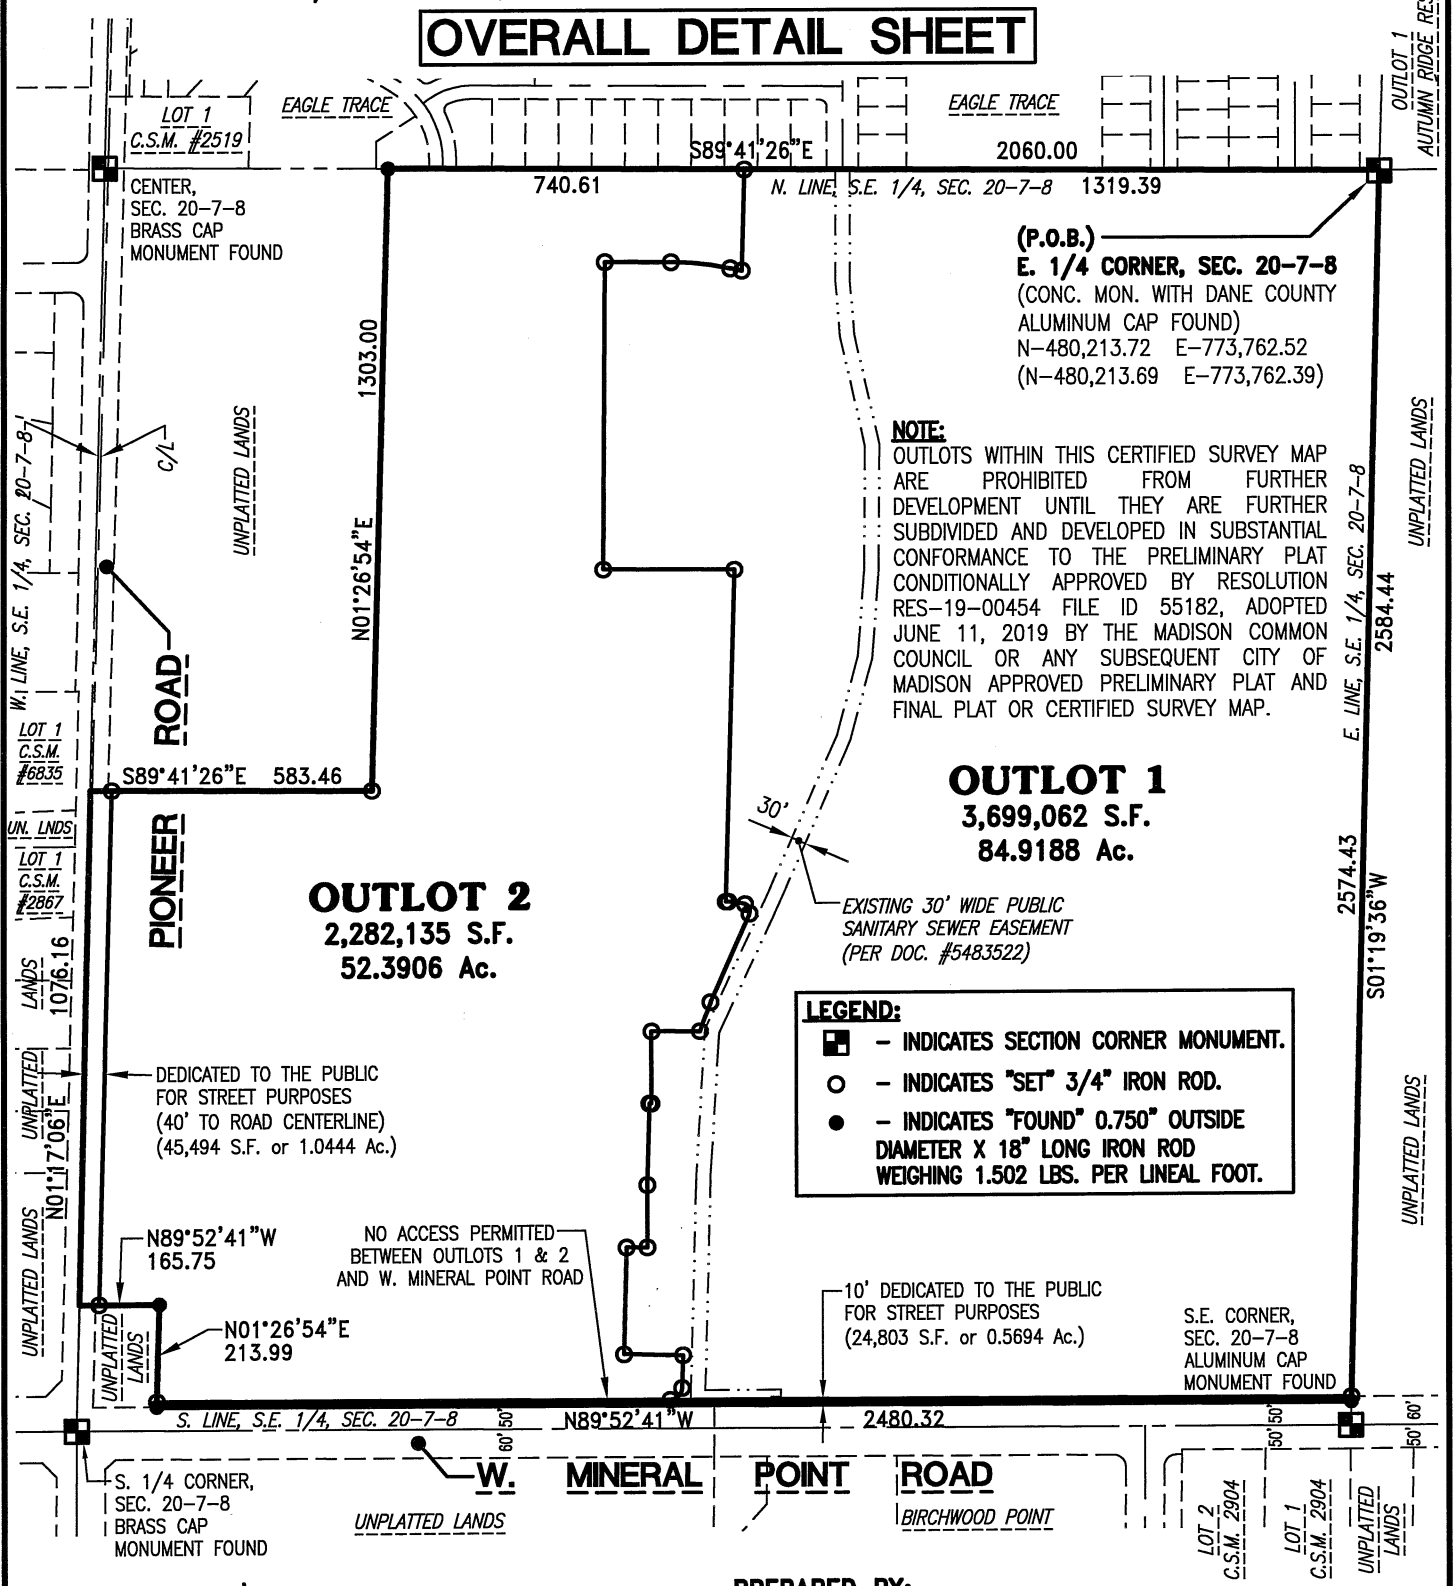 OVERALL DETAIL SHEET
OUTLOT 1
AUTUMN RIDGE RES
LOT 1
C.S.M. #2519
EAGLE TRACE
EAGLE TRACE
S89°41'26"E
2060.00
740.61
N. LINE, S.E. 1/4, SEC. 20-7-8
1319.39
CENTER,
SEC. 20-7-8
BRASS CAP
MONUMENT FOUND
(P.O.B.)
E. 1/4 CORNER, SEC. 20-7-8
(CONC. MON. WITH DANE COUNTY
ALUMINUM CAP FOUND)
N-480,213.72 E-773,762.52
(N-480,213.69 E-773,762.39)
1303.00
N01°26'54"E
UNPLATTED LANDS
C/L
W. LINE, S.E. 1/4, SEC. 20-7-8
NOTE:
OUTLOTS WITHIN THIS CERTIFIED SURVEY MAP
ARE PROHIBITED FROM FURTHER
DEVELOPMENT UNTIL THEY ARE FURTHER
SUBDIVIDED AND DEVELOPED IN SUBSTANTIAL
CONFORMANCE TO THE PRELIMINARY PLAT
CONDITIONALLY APPROVED BY RESOLUTION
RES-19-00454 FILE ID 55182, ADOPTED
JUNE 11, 2019 BY THE MADISON COMMON
COUNCIL OR ANY SUBSEQUENT CITY OF
MADISON APPROVED PRELIMINARY PLAT AND
FINAL PLAT OR CERTIFIED SURVEY MAP.
E. LINE, S.E. 1/4, SEC. 20-7-8
2584.44
UNPLATTED LANDS
PIONEER ROAD
LOT 1
C.S.M.
#6835
S89°41'26"E 583.46
UN. LNDS
LOT 1
C.S.M.
#2867
OUTLOT 1
3,699,062 S.F.
84.9188 Ac.
30'
OUTLOT 2
2,282,135 S.F.
52.3906 Ac.
EXISTING 30' WIDE PUBLIC
SANITARY SEWER EASEMENT
(PER DOC. #5483522)
2574.43
S01°19'36"W
UNPLATTED LANDS
1076.16
N01°17'06"E
LEGEND:
- INDICATES SECTION CORNER MONUMENT.
- INDICATES "SET" 3/4" IRON ROD.
- INDICATES "FOUND" 0.750" OUTSIDE
DIAMETER X 18" LONG IRON ROD
WEIGHING 1.502 LBS. PER LINEAL FOOT.
DEDICATED TO THE PUBLIC
FOR STREET PURPOSES
(40' TO ROAD CENTERLINE)
(45,494 S.F. or 1.0444 Ac.)
UNPLATTED LANDS
UNPLATTED LANDS
N89°52'41"W
165.75
NO ACCESS PERMITTED
BETWEEN OUTLOTS 1 & 2
AND W. MINERAL POINT ROAD
10' DEDICATED TO THE PUBLIC
FOR STREET PURPOSES
(24,803 S.F. or 0.5694 Ac.)
S.E. CORNER,
SEC. 20-7-8
ALUMINUM CAP
MONUMENT FOUND
UNPLATTED
LANDS
N01°26'54"E
213.99
S. LINE, S.E. 1/4, SEC. 20-7-8
60' 50'
N89°52'41"W
2480.32
50' 50'
50' 60'
W. MINERAL POINT ROAD
S. 1/4 CORNER,
SEC. 20-7-8
BRASS CAP
MONUMENT FOUND
UNPLATTED LANDS
BIRCHWOOD POINT
LOT 2
C.S.M. 2904
LOT 1
C.S.M. 2904
UNPLATTED
LANDS
PREPARED BY: